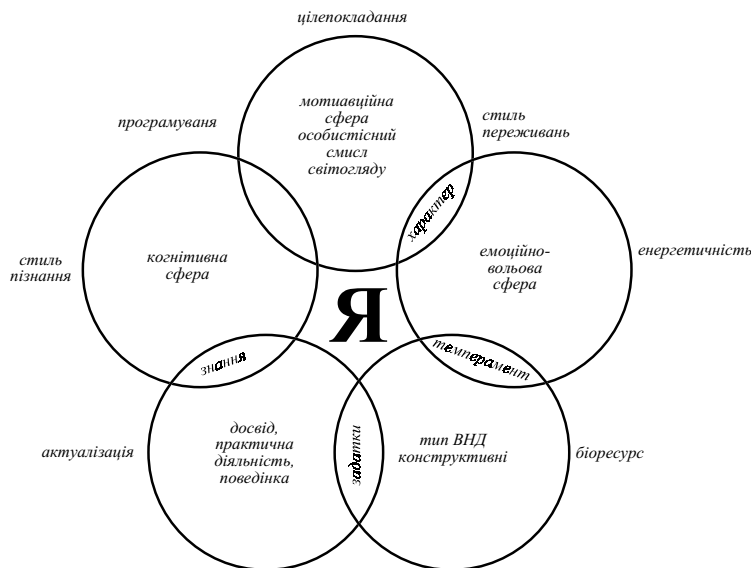 цілепокладання
мотиавційна
сфера
особистісний
смисл
світогляду
програмуваня
стиль
переживань
характер
стиль
пізнання
когнітивна
сфера
емоційно-
вольова
сфера
енергетичність
Я
знання
темперамент
актуалізація
досвід,
практична
діяльність,
поведінка
задатки
тип ВНД
конструктивні
біоресурс